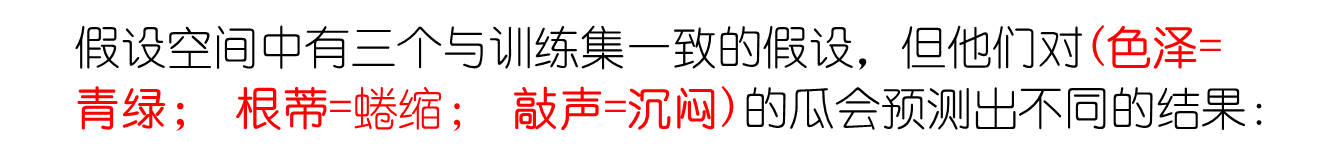 假设空间中有三个与训练集一致的假设，但他们对(色泽=
青绿； 根蒂=蜷缩； 敲声=沉闷)的瓜会预测出不同的结果: